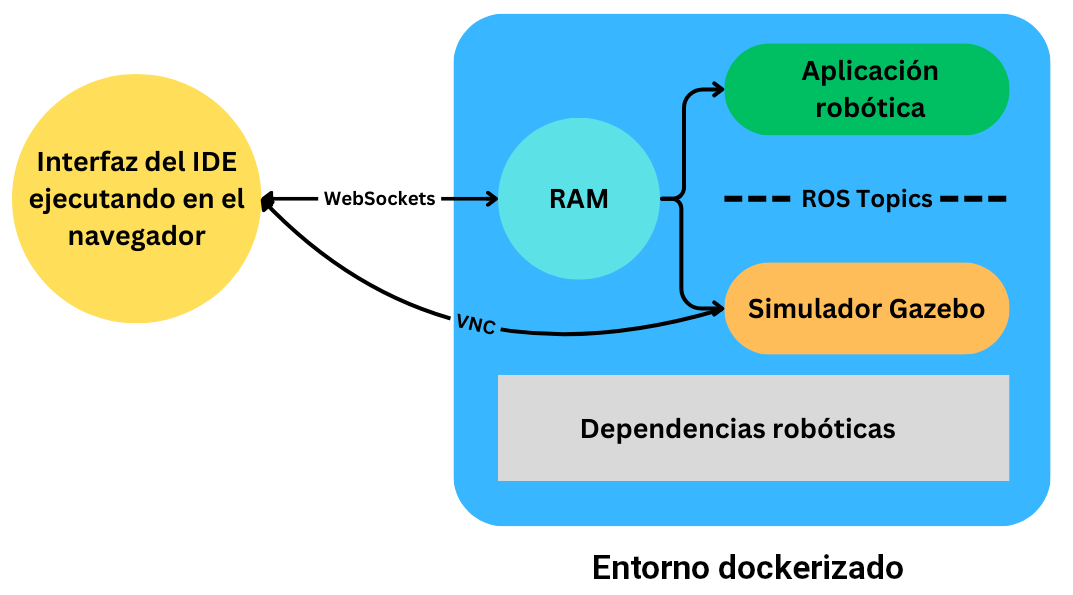 Interfaz del IDE
ejecutando en el
navegador
WebSockets
RAM
Aplicación
robótica
ROS Topics
Simulador Gazebo
VNC
Dependencias robóticas
Entorno dockerizado